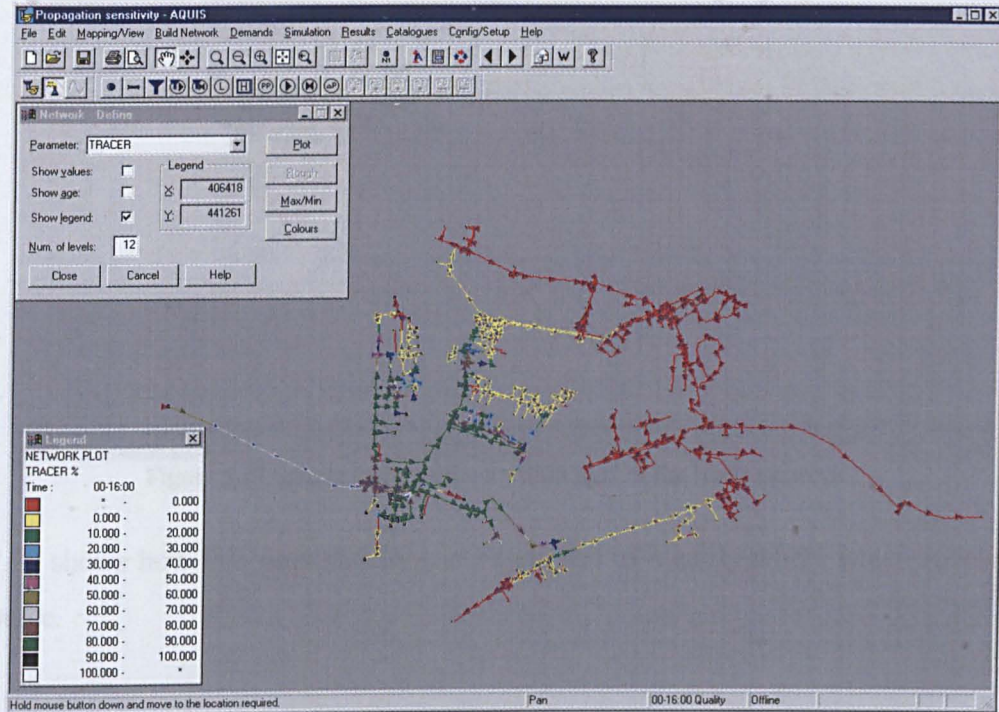 Propagation sensitivity - AQUIS
File Edit Mapping/View Build Network Demands Simulation Results Catalogues Config/Setup Help
Network Define
Parameter: TRACER Plot
Show values: Legend Rough
Show age: X: 406418 Max/Min
Show legend: Y: 441261 Colours
Num. of levels: 12
Close Cancel Help
Legend
NETWORK PLOT
TRACER %
Time : 00-16:00
* - 0.000
0.000 - 10.000
10.000 - 20.000
20.000 - 30.000
30.000 - 40.000
40.000 - 50.000
50.000 - 60.000
60.000 - 70.000
70.000 - 80.000
80.000 - 90.000
90.000 - 100.000
100.000 - *
Hold mouse button down and move to the location required. Pan 00-16:00 Quality Offline